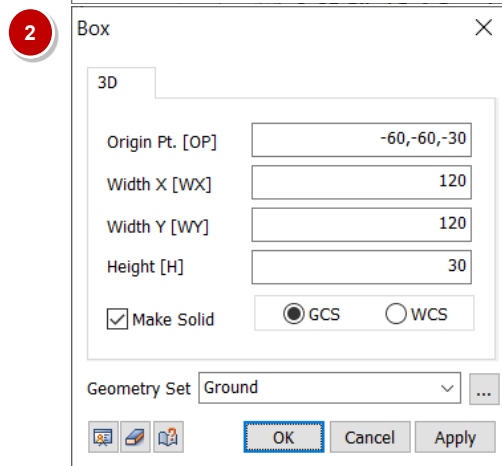 2
Box
3D
Origin Pt. [OP] -60,-60,-30
Width X [WX] 120
Width Y [WY] 120
Height [H] 30
Make Solid GCS WCS
Geometry Set Ground ...
OK Cancel Apply